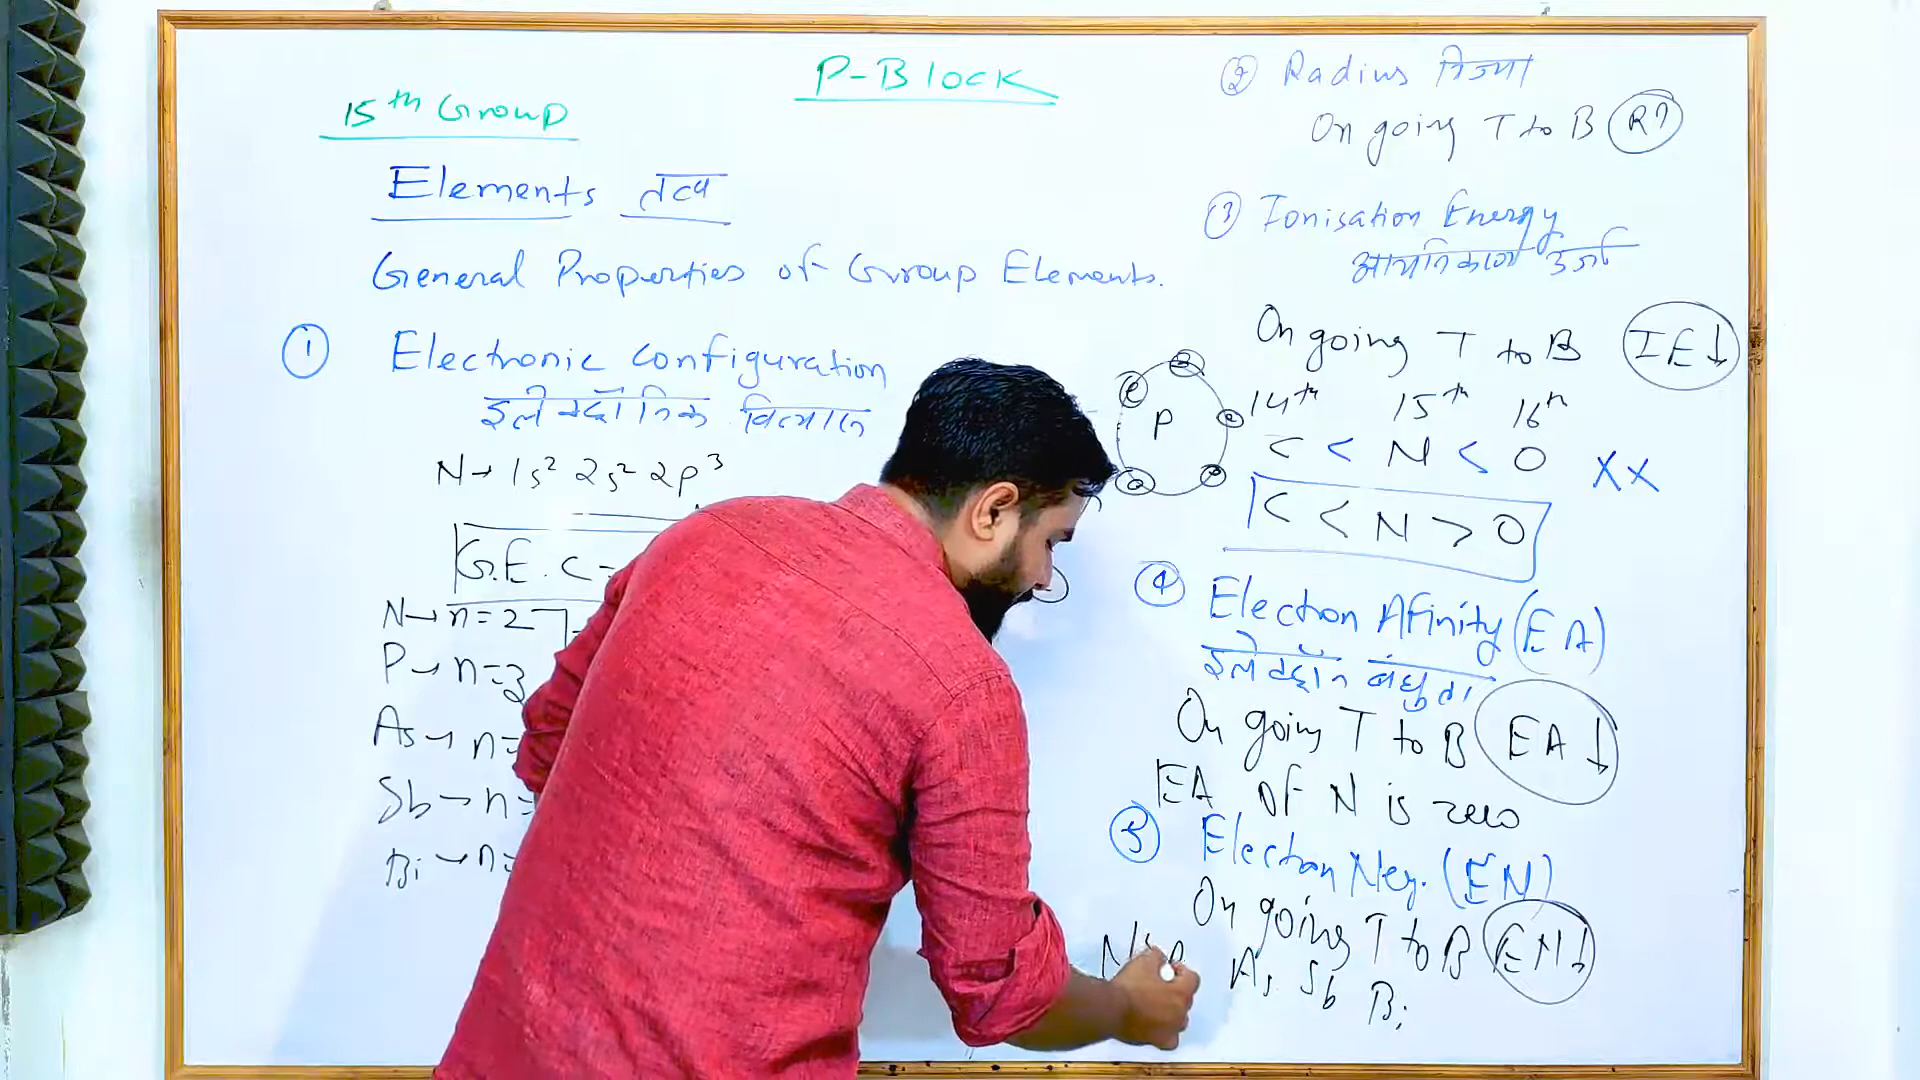 P-Block
15th Group
Elements तत्व
General Properties of Group Elements.
① Electronic configuration
इलेक्ट्रॉनिक विन्यास
N→ 1s² 2s² 2p³
G.E.C=
N→n=2
P→n=3
As→n=
Sb→n=
Bi→n=
② Radius त्रिज्या
On going T to B R↑
③ Ionisation Energy
आयनिकरण उर्जा
On going T to B IE↓
P
14th 15th 16th
C < N < O XX
C < N > O
④ Electron Afinity (EA)
इलेक्ट्रॉन बंधुता
On going T to B EA↓
EA of N is zero
⑤ Electron Neg. (EN)
On going T to B EN↓
N P As Sb Bi